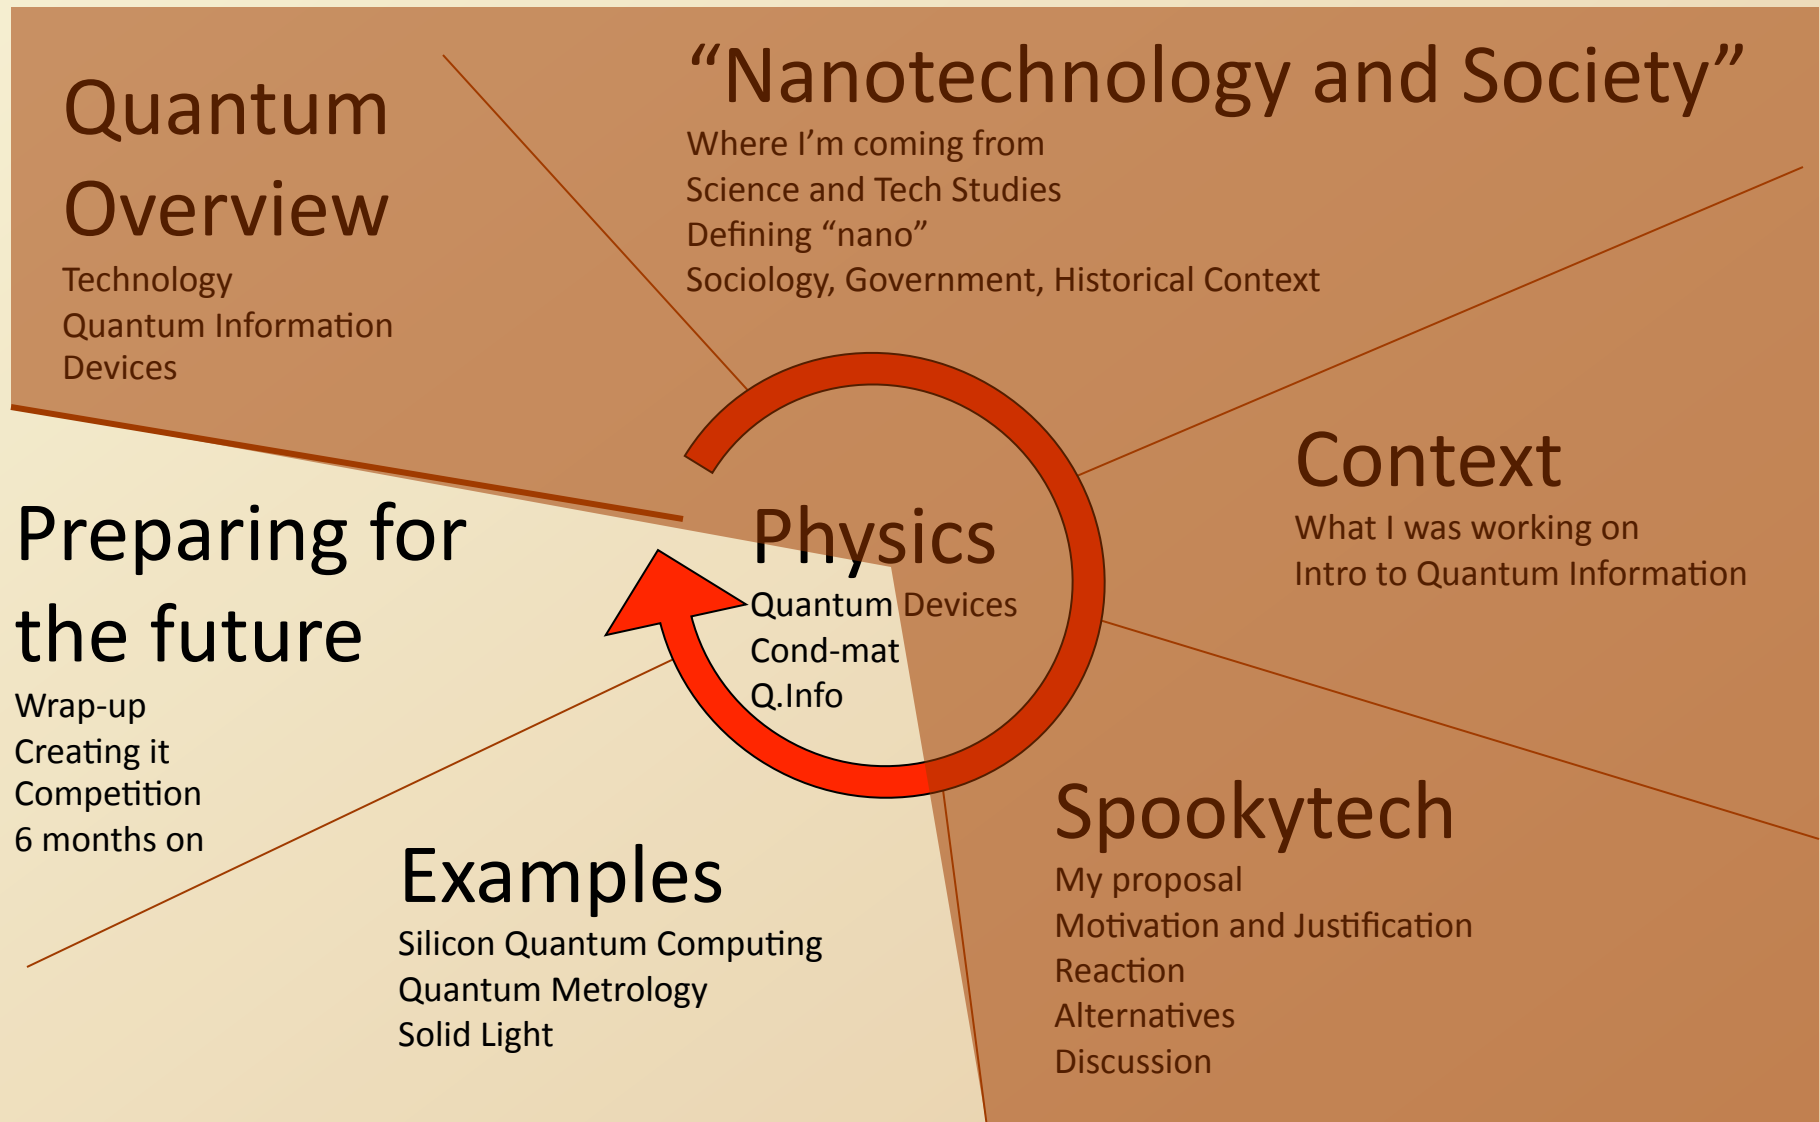 Quantum
Overview
Technology
Quantum Information
Devices
“Nanotechnology and Society”
Where I’m coming from
Science and Tech Studies
Defining “nano”
Sociology, Government, Historical Context
Context
What I was working on
Intro to Quantum Information
Physics
Quantum Devices
Cond-mat
Q.Info
Spookytech
My proposal
Motivation and Justification
Reaction
Alternatives
Discussion
Examples
Silicon Quantum Computing
Quantum Metrology
Solid Light
Preparing for
the future
Wrap-up
Creating it
Competition
6 months on